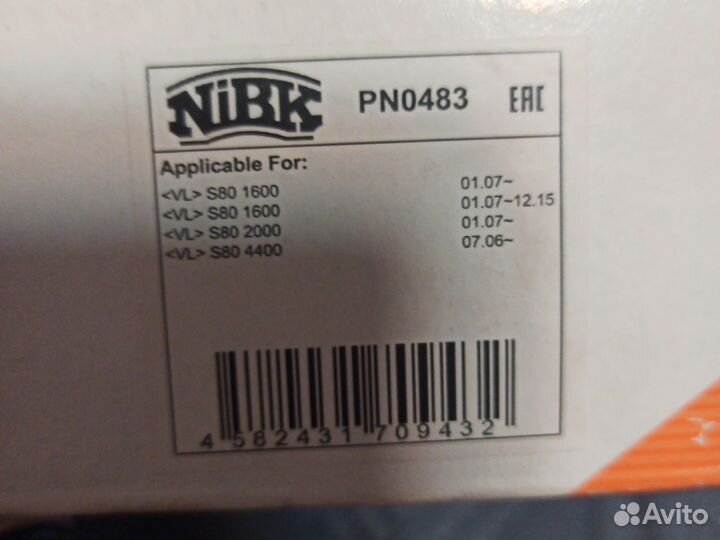 NiBK PN0483 EAC
Applicable For:
<VL> S80 1600 01.07~
<VL> S80 1600 01.07~12.15
<VL> S80 2000 01.07~
<VL> S80 4400 07.06~
4 582431 709432
Avito